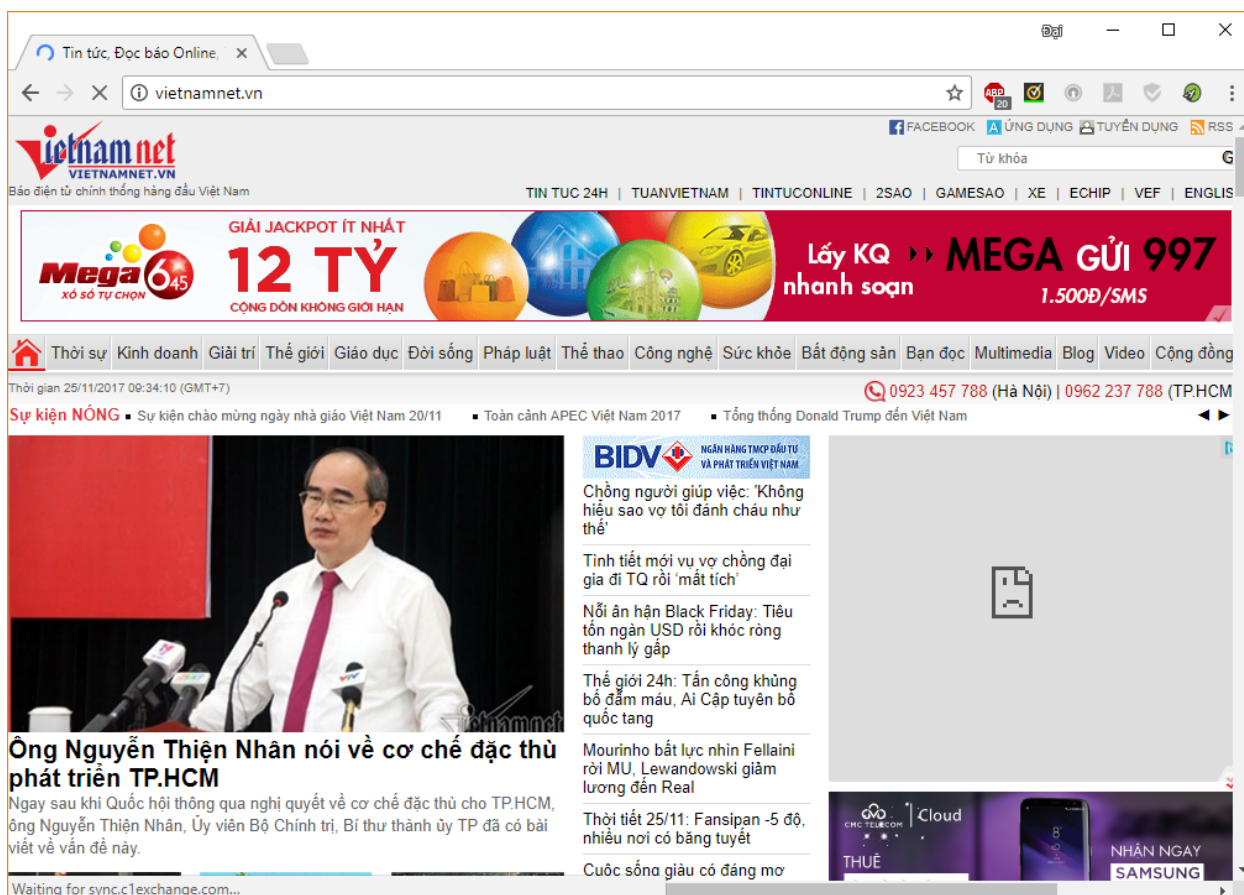 Đại
Tin tức, Đọc báo Online,
vietnamnet.vn
ABP
20
FACEBOOK ỨNG DỤNG TUYỂN DỤNG RSS
Vietnam net
VIETNAMNET.VN
Từ khóa
Báo điện tử chính thống hàng đầu Việt Nam
TIN TUC 24H | TUANVIETNAM | TINTUCONLINE | 2SAO | GAMESAO | XE | ECHIP | VEF | ENGLIS
GIẢI JACKPOT ÍT NHẤT
12 TỶ
CỘNG DỒN KHÔNG GIỚI HẠN
Mega 6/45
XỔ SỐ TỰ CHỌN
Lấy KQ
nhanh soạn
MEGA GỬI 997
1.500Đ/SMS
Thời sự Kinh doanh Giải trí Thế giới Giáo dục Đời sống Pháp luật Thể thao Công nghệ Sức khỏe Bất động sản Bạn đọc Multimedia Blog Video Cộng đồng
Thời gian 25/11/2017 09:34:10 (GMT+7)
0923 457 788 (Hà Nội) | 0962 237 788 (TP.HCM
Sự kiện NÓNG ▪ Sự kiện chào mừng ngày nhà giáo Việt Nam 20/11 ▪ Toàn cảnh APEC Việt Nam 2017 ▪ Tổng thống Donald Trump đến Việt Nam
VTV
Vietnamnet
Ông Nguyễn Thiện Nhân nói về cơ chế đặc thù
phát triển TP.HCM
Ngay sau khi Quốc hội thông qua nghị quyết về cơ chế đặc thù cho TP.HCM,
ông Nguyễn Thiện Nhân, Ủy viên Bộ Chính trị, Bí thư thành ủy TP đã có bài
viết về vấn đề này.
BIDV
NGÂN HÀNG TMCP ĐẦU TƯ
VÀ PHÁT TRIỂN VIỆT NAM
Chồng người giúp việc: 'Không
hiểu sao vợ tôi đánh cháu như
thế'
Tình tiết mới vụ vợ chồng đại
gia đi TQ rồi 'mất tích'
Nỗi ân hận Black Friday: Tiêu
tốn ngàn USD rồi khóc ròng
thanh lý gấp
Thế giới 24h: Tấn công khủng
bố đẫm máu, Ai Cập tuyên bố
quốc tang
Mourinho bất lực nhìn Fellaini
rời MU, Lewandowski giảm
lương đến Real
Thời tiết 25/11: Fansipan -5 độ,
nhiều nơi có băng tuyết
Cuộc sống giàu có đáng mơ
CMC TELECOM
Cloud
THUÊ
NHẬN NGAY
SAMSUNG
Waiting for sync.c1exchange.com...